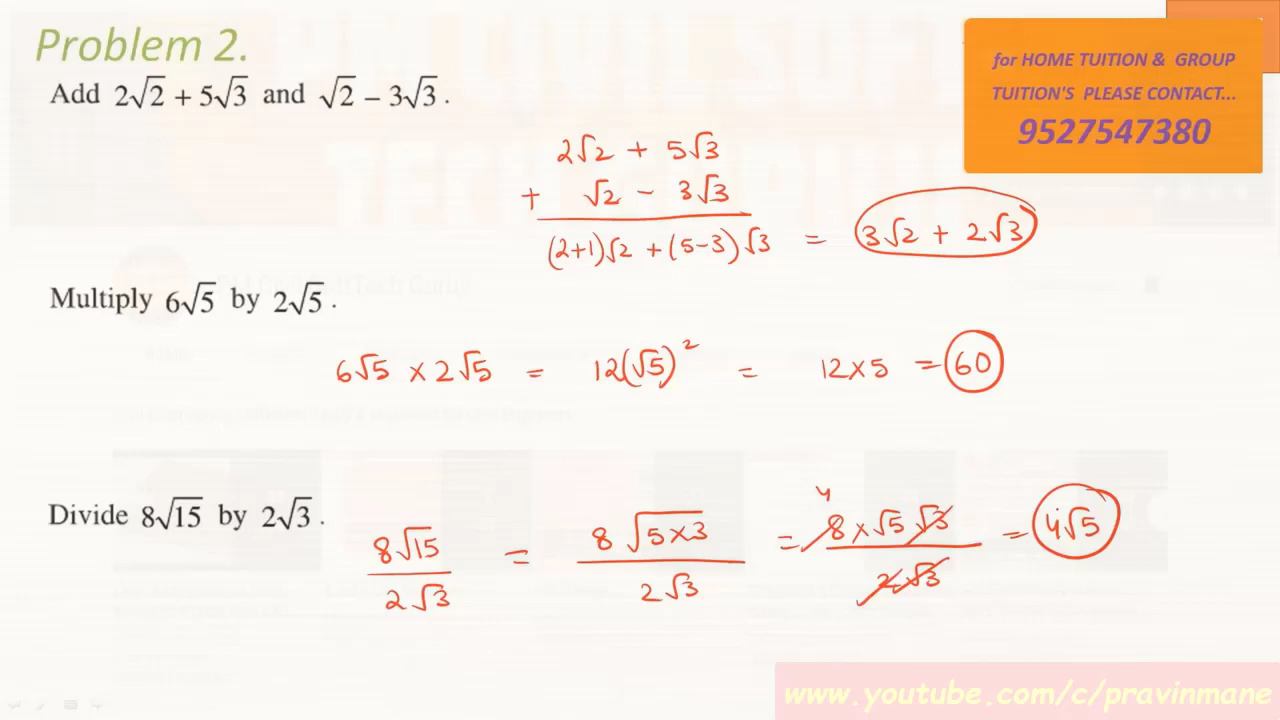 Problem 2.
for HOME TUITION & GROUP
TUITION'S PLEASE CONTACT...
9527547380
Add 2√2 + 5√3 and √2 − 3√3 .
2√2 + 5√3
+ √2 − 3√3
(2+1)√2 + (5−3)√3 = 3√2 + 2√3
Multiply 6√5 by 2√5 .
6√5 × 2√5 = 12(√5)² = 12×5 = 60
Divide 8√15 by 2√3 .
8√15 / 2√3 = 8√(5×3) / 2√3 = 4 8×√5 √3 / 2√3 = 4√5
www.youtube.com/c/pravinmane